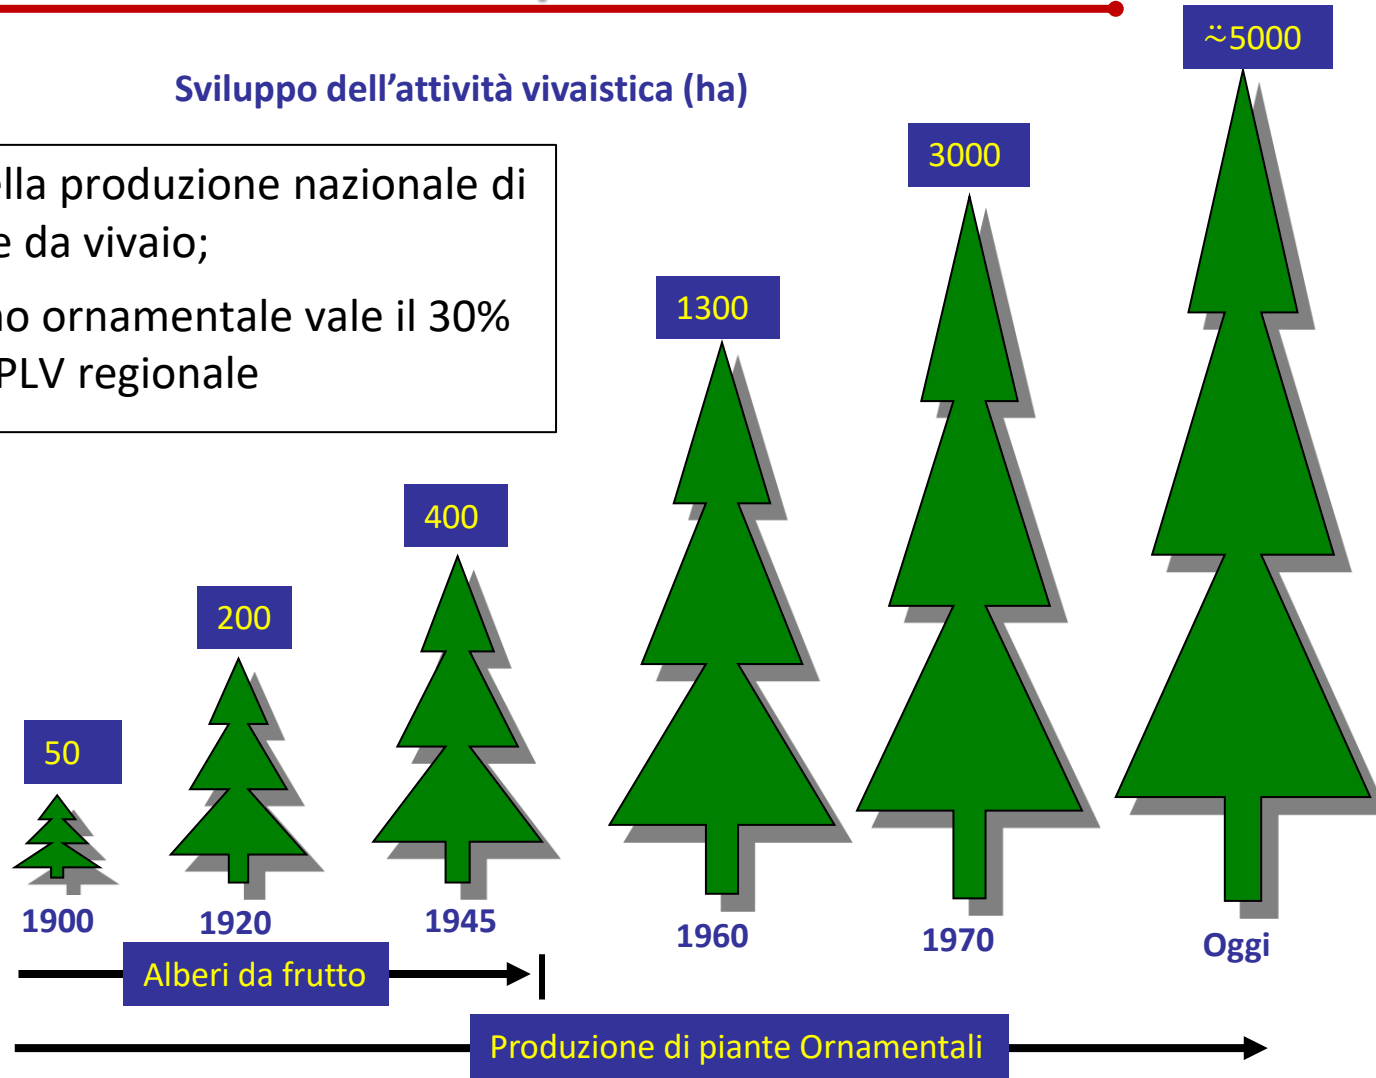 Sviluppo dell’attività vivaistica (ha)
ella produzione nazionale di
e da vivaio;
no ornamentale vale il 30%
PLV regionale
50
200
400
1300
3000
≈5000
1900
1920
1945
1960
1970
Oggi
Alberi da frutto
Produzione di piante Ornamentali